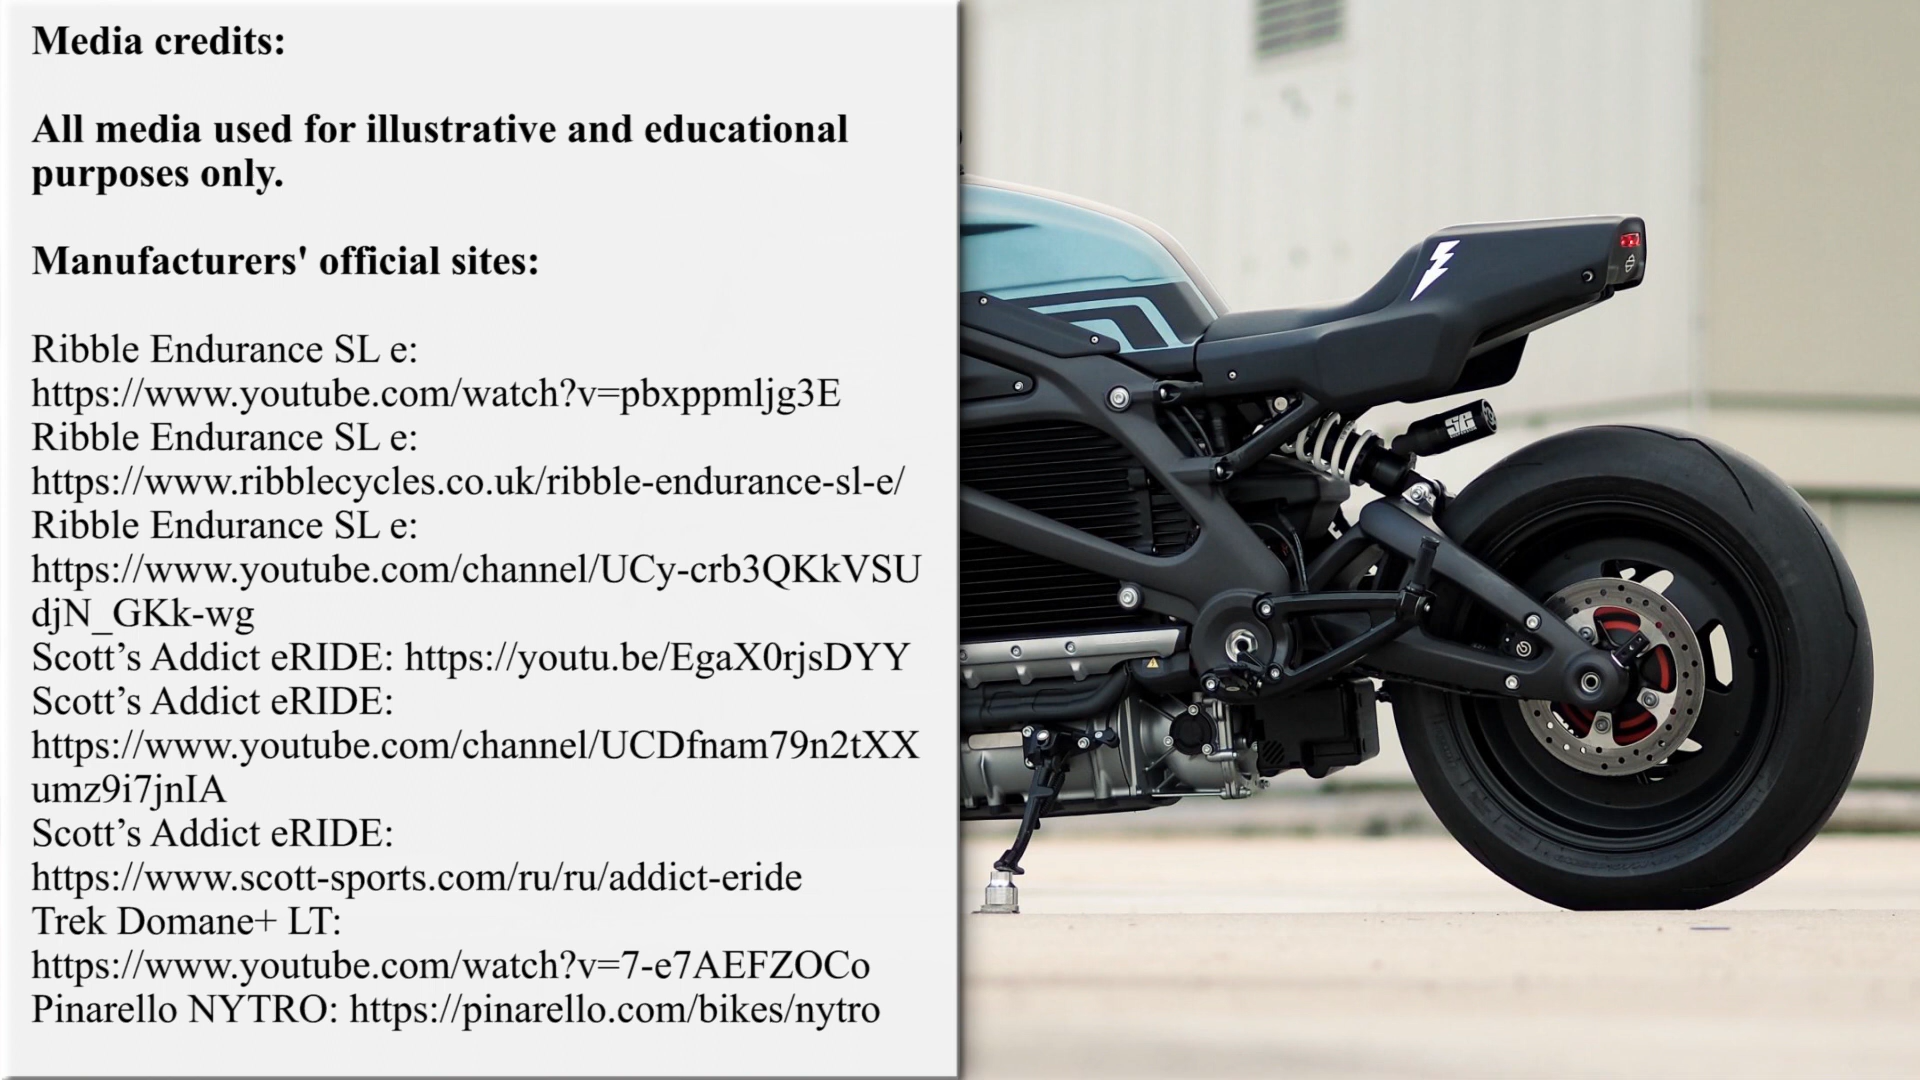 Media credits:
All media used for illustrative and educational
purposes only.
Manufacturers' official sites:
Ribble Endurance SL e:
https://www.youtube.com/watch?v=pbxppmljg3E
Ribble Endurance SL e:
https://www.ribblecycles.co.uk/ribble-endurance-sl-e/
Ribble Endurance SL e:
https://www.youtube.com/channel/UCy-crb3QKkVSU
djN_GKk-wg
Scott’s Addict eRIDE: https://youtu.be/EgaX0rjsDYY
Scott’s Addict eRIDE:
https://www.youtube.com/channel/UCDfnam79n2tXX
umz9i7jnIA
Scott’s Addict eRIDE:
https://www.scott-sports.com/ru/ru/addict-eride
Trek Domane+ LT:
https://www.youtube.com/watch?v=7-e7AEFZOCo
Pinarello NYTRO: https://pinarello.com/bikes/nytro